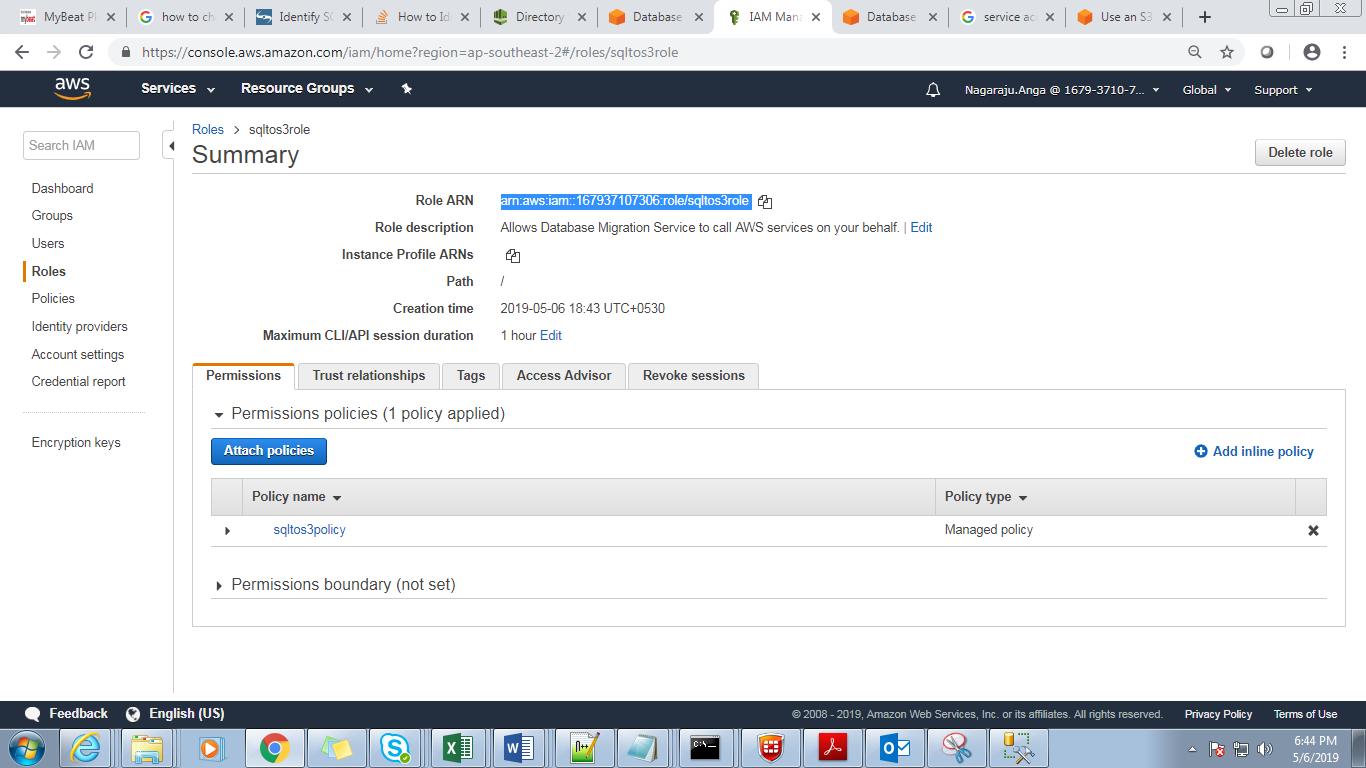 MyBeat Pl
how to ch
Identify SC
How to Ide
Directory
Database
IAM Mana
Database
service ac
Use an S3
https://console.aws.amazon.com/iam/home?region=ap-southeast-2#/roles/sqltos3role
aws Services Resource Groups Nagaraju.Anga @ 1679-3710-7... Global Support
Search IAM
Dashboard
Groups
Users
Roles
Policies
Identity providers
Account settings
Credential report
Encryption keys
Roles > sqltos3role
Summary
Delete role
Role ARN arn:aws:iam::167937107306:role/sqltos3role
Role description Allows Database Migration Service to call AWS services on your behalf. | Edit
Instance Profile ARNs
Path /
Creation time 2019-05-06 18:43 UTC+0530
Maximum CLI/API session duration 1 hour Edit
Permissions Trust relationships Tags Access Advisor Revoke sessions
Permissions policies (1 policy applied)
Attach policies Add inline policy
Policy name Policy type
sqltos3policy Managed policy
Permissions boundary (not set)
Feedback English (US) © 2008 - 2019, Amazon Web Services, Inc. or its affiliates. All rights reserved. Privacy Policy Terms of Use
6:44 PM
5/6/2019